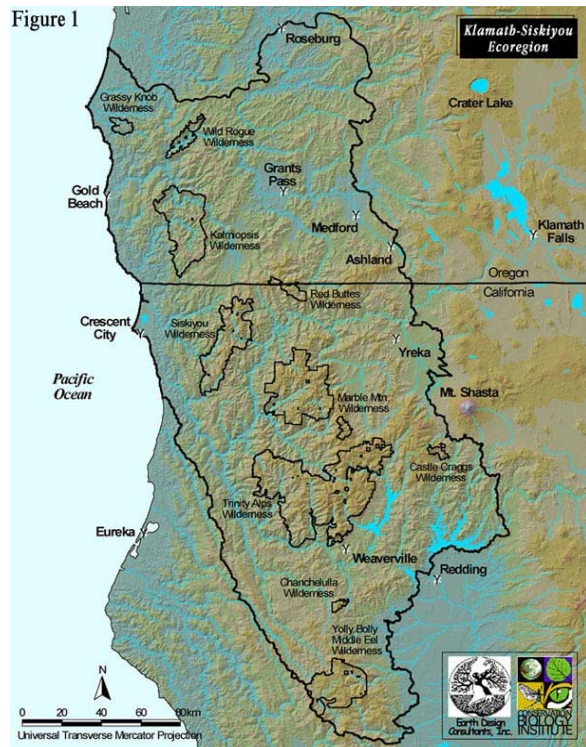 Figure 1
Klamath-Siskiyou
Ecoregion
Roseburg
Crater Lake
Grassy Knob
Wilderness
Wild Rogue
Wilderness
Grants
Pass
Gold
Beach
Medford
Klamath
Falls
Kalmiopsis
Wilderness
Ashland
Oregon
California
Red Buttes
Wilderness
Siskiyou
Wilderness
Crescent
City
Yreka
Pacific
Ocean
Mt. Shasta
Marble Mtn.
Wilderness
Castle Craggs
Wilderness
Trinity Alps
Wilderness
Eureka
Weaverville
Redding
Chanchelulla
Wilderness
Yolly Bolly
Middle Eel
Wilderness
N
0 20 40 60 80km
Universal Transverse Mercator Projection
Earth Design
Consultants, Inc.
CONSERVATION
BIOLOGY
INSTITUTE